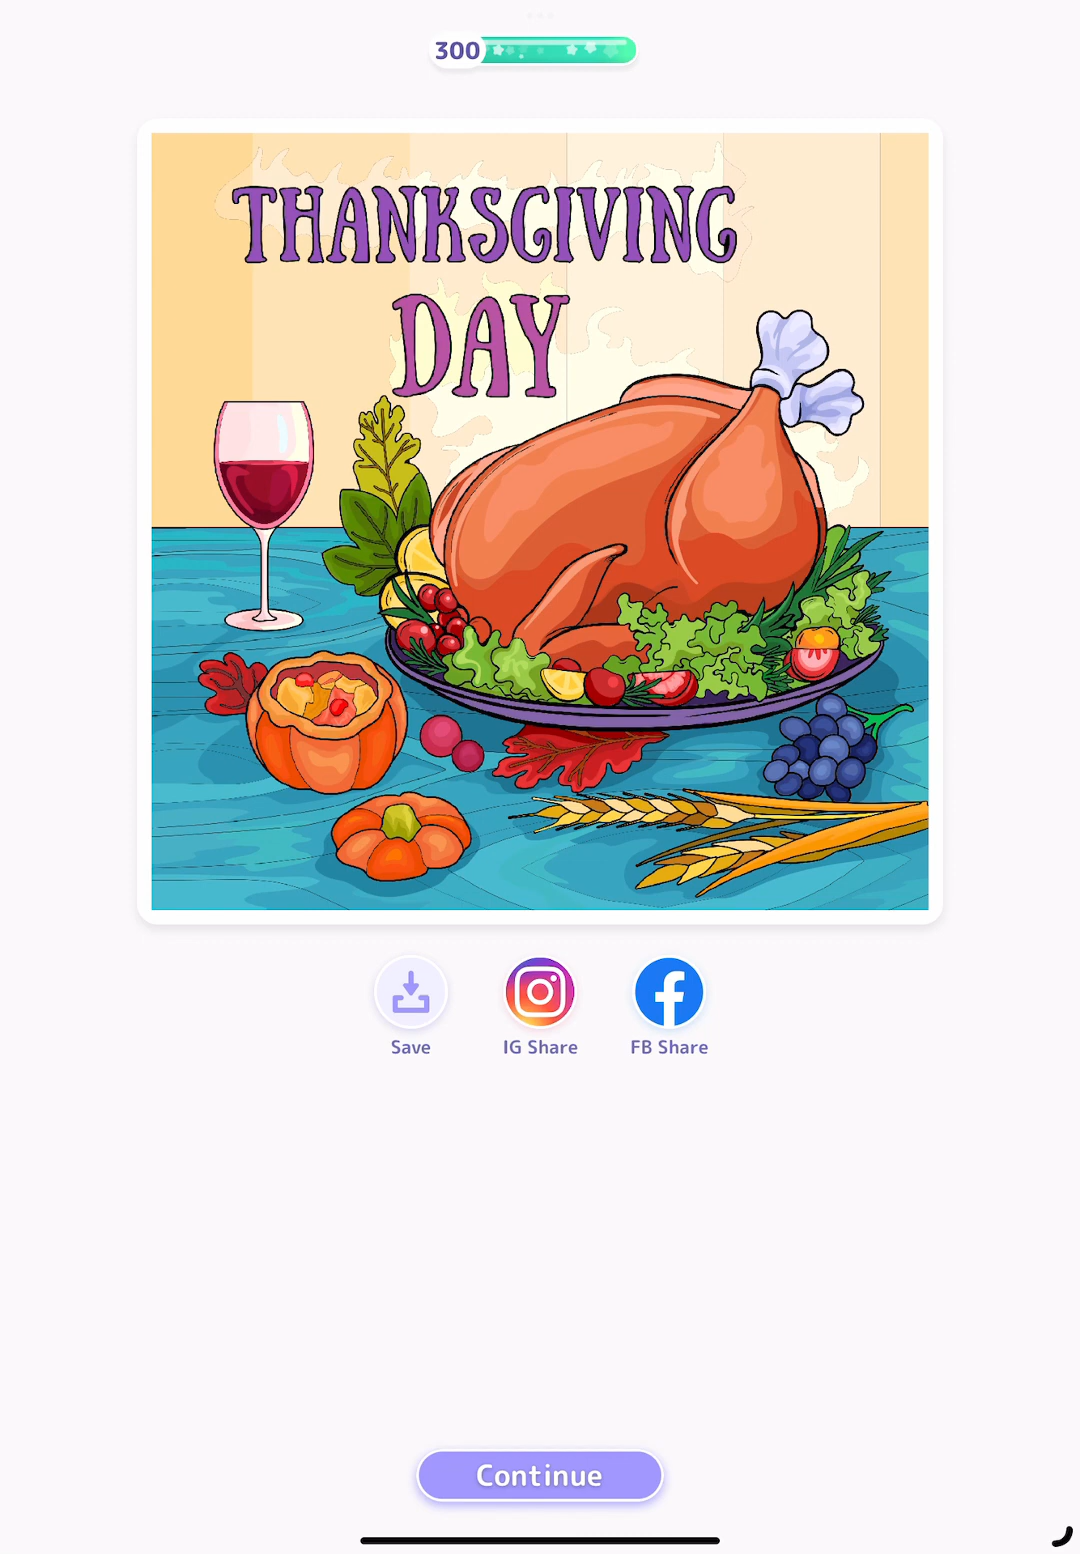 300
THANKSGIVING
DAY
Save
IG Share
FB Share
Continue